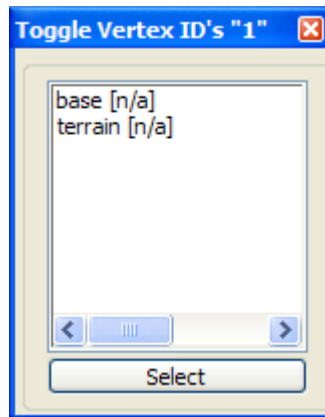 Toggle Vertex ID's "1"
base [n/a]
terrain [n/a]
Select